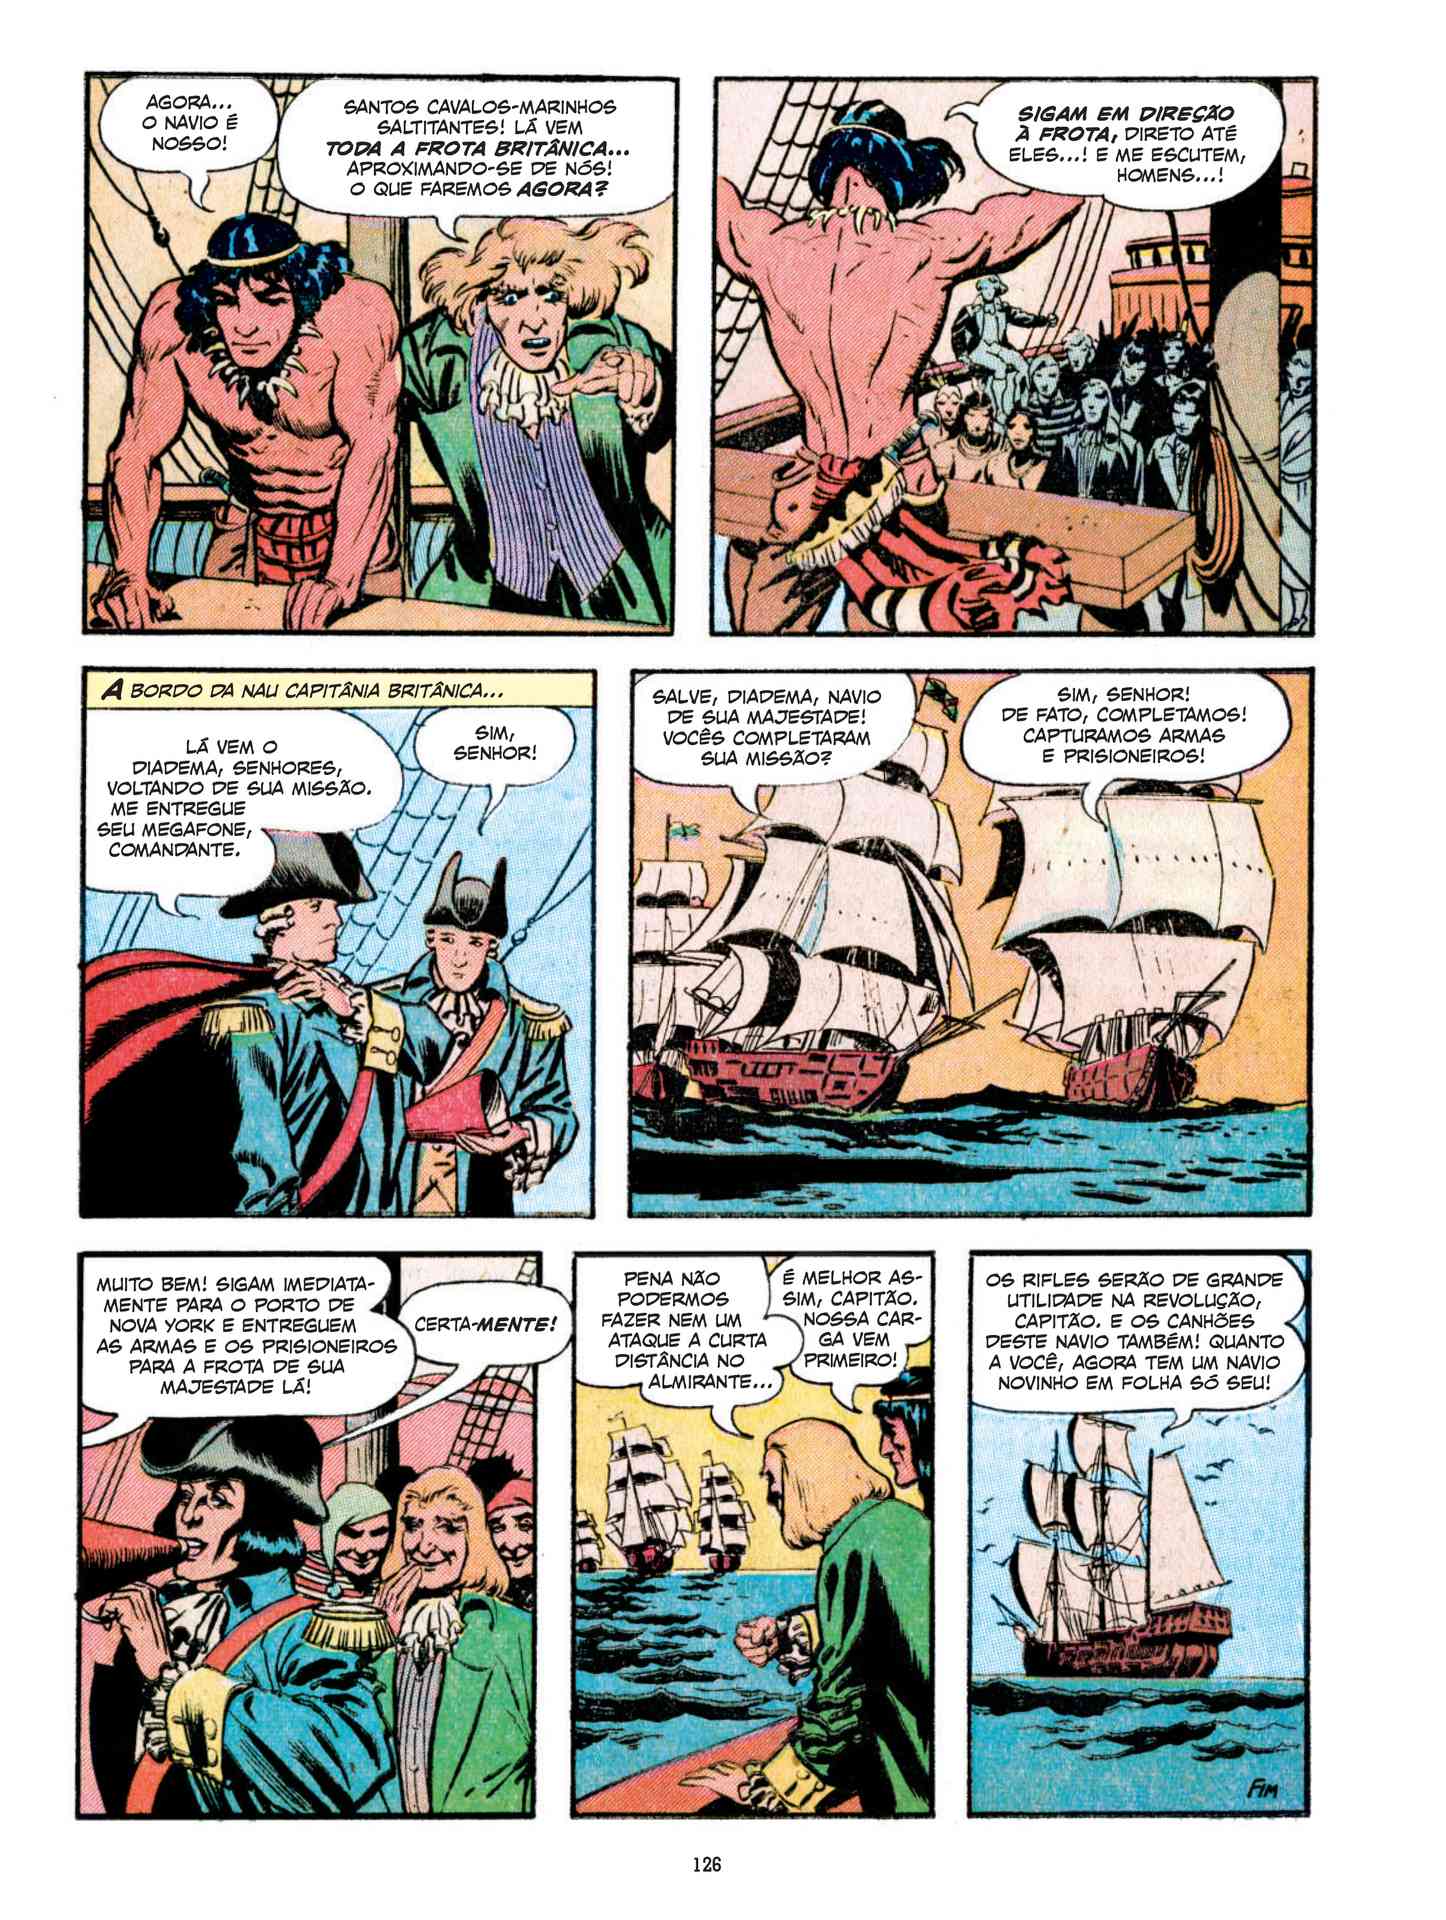 AGORA...
O NAVIO É
NOSSO!
SANTOS CAVALOS-MARINHOS
SALTITANTES! LÁ VEM
TODA A FROTA BRITÂNICA...
APROXIMANDO-SE DE NÓS!
O QUE FAREMOS AGORA?
SIGAM EM DIREÇÃO
À FROTA, DIRETO ATÉ
ELES...! E ME ESCUTEM,
HOMENS...!
A BORDO DA NAU CAPITÂNIA BRITÂNICA...
LÁ VEM O
DIADEMA, SENHORES,
VOLTANDO DE SUA MISSÃO.
ME ENTREGUE
SEU MEGAFONE,
COMANDANTE.
SIM,
SENHOR!
SALVE, DIADEMA, NAVIO
DE SUA MAJESTADE!
VOCÊS COMPLETARAM
SUA MISSÃO?
SIM, SENHOR!
DE FATO, COMPLETAMOS!
CAPTURAMOS ARMAS
E PRISIONEIROS!
MUITO BEM! SIGAM IMEDIATA-
MENTE PARA O PORTO DE
NOVA YORK E ENTREGUEM
AS ARMAS E OS PRISIONEIROS
PARA A FROTA DE SUA
MAJESTADE LÁ!
CERTA-MENTE!
PENA NÃO
PODERMOS
FAZER NEM UM
ATAQUE A CURTA
DISTÂNCIA NO
ALMIRANTE...
É MELHOR AS-
SIM, CAPITÃO.
NOSSA CAR-
GA VEM
PRIMEIRO!
OS RIFLES SERÃO DE GRANDE
UTILIDADE NA REVOLUÇÃO,
CAPITÃO. E OS CANHÕES
DESTE NAVIO TAMBÉM! QUANTO
A VOCÊ, AGORA TEM UM NAVIO
NOVINHO EM FOLHA SÓ SEU!
FIM
126